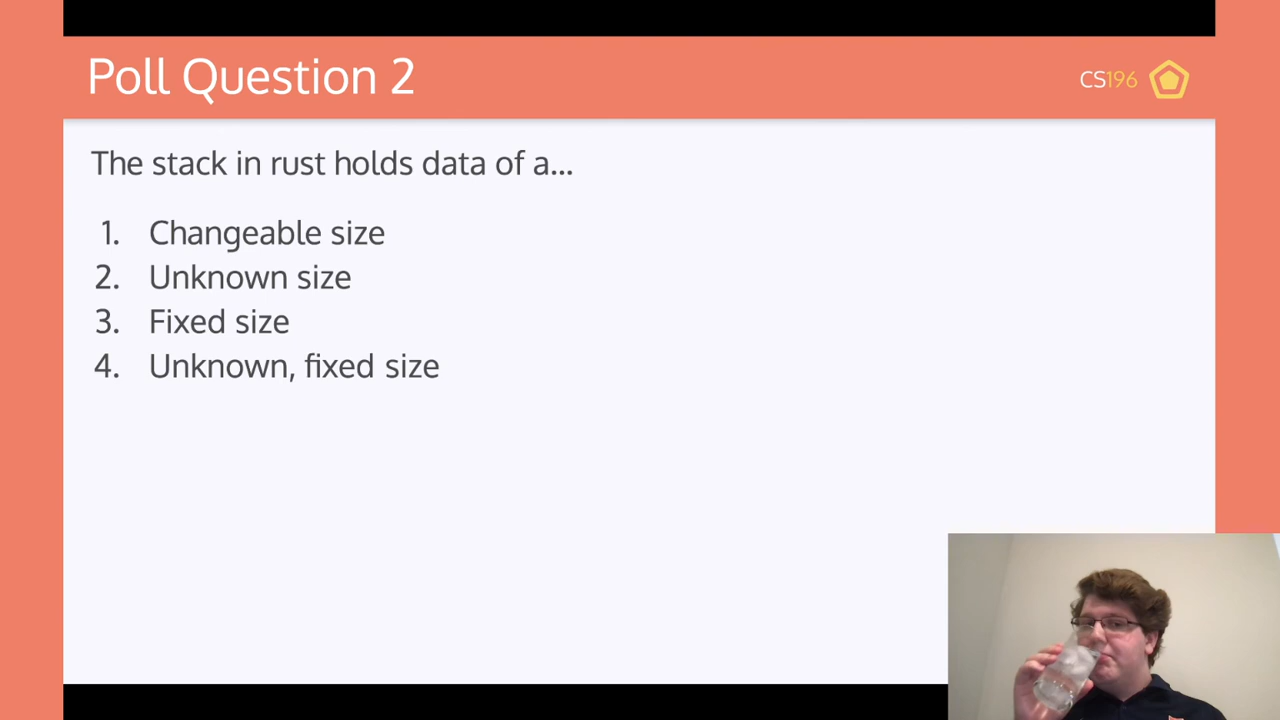 Poll Question 2
CS196
The stack in rust holds data of a...
1. Changeable size
2. Unknown size
3. Fixed size
4. Unknown, fixed size